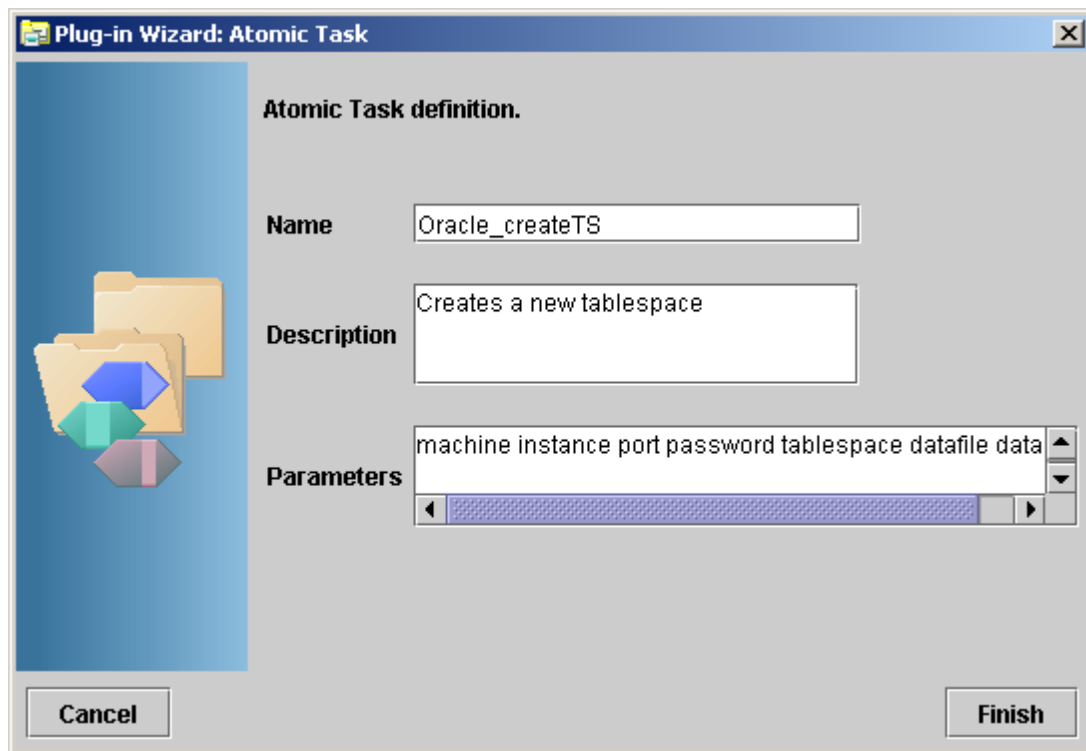 Plug-in Wizard: Atomic Task
Atomic Task definition.
Name
Oracle_createTS
Description
Creates a new tablespace
Parameters
machine instance port password tablespace datafile data
Cancel
Finish